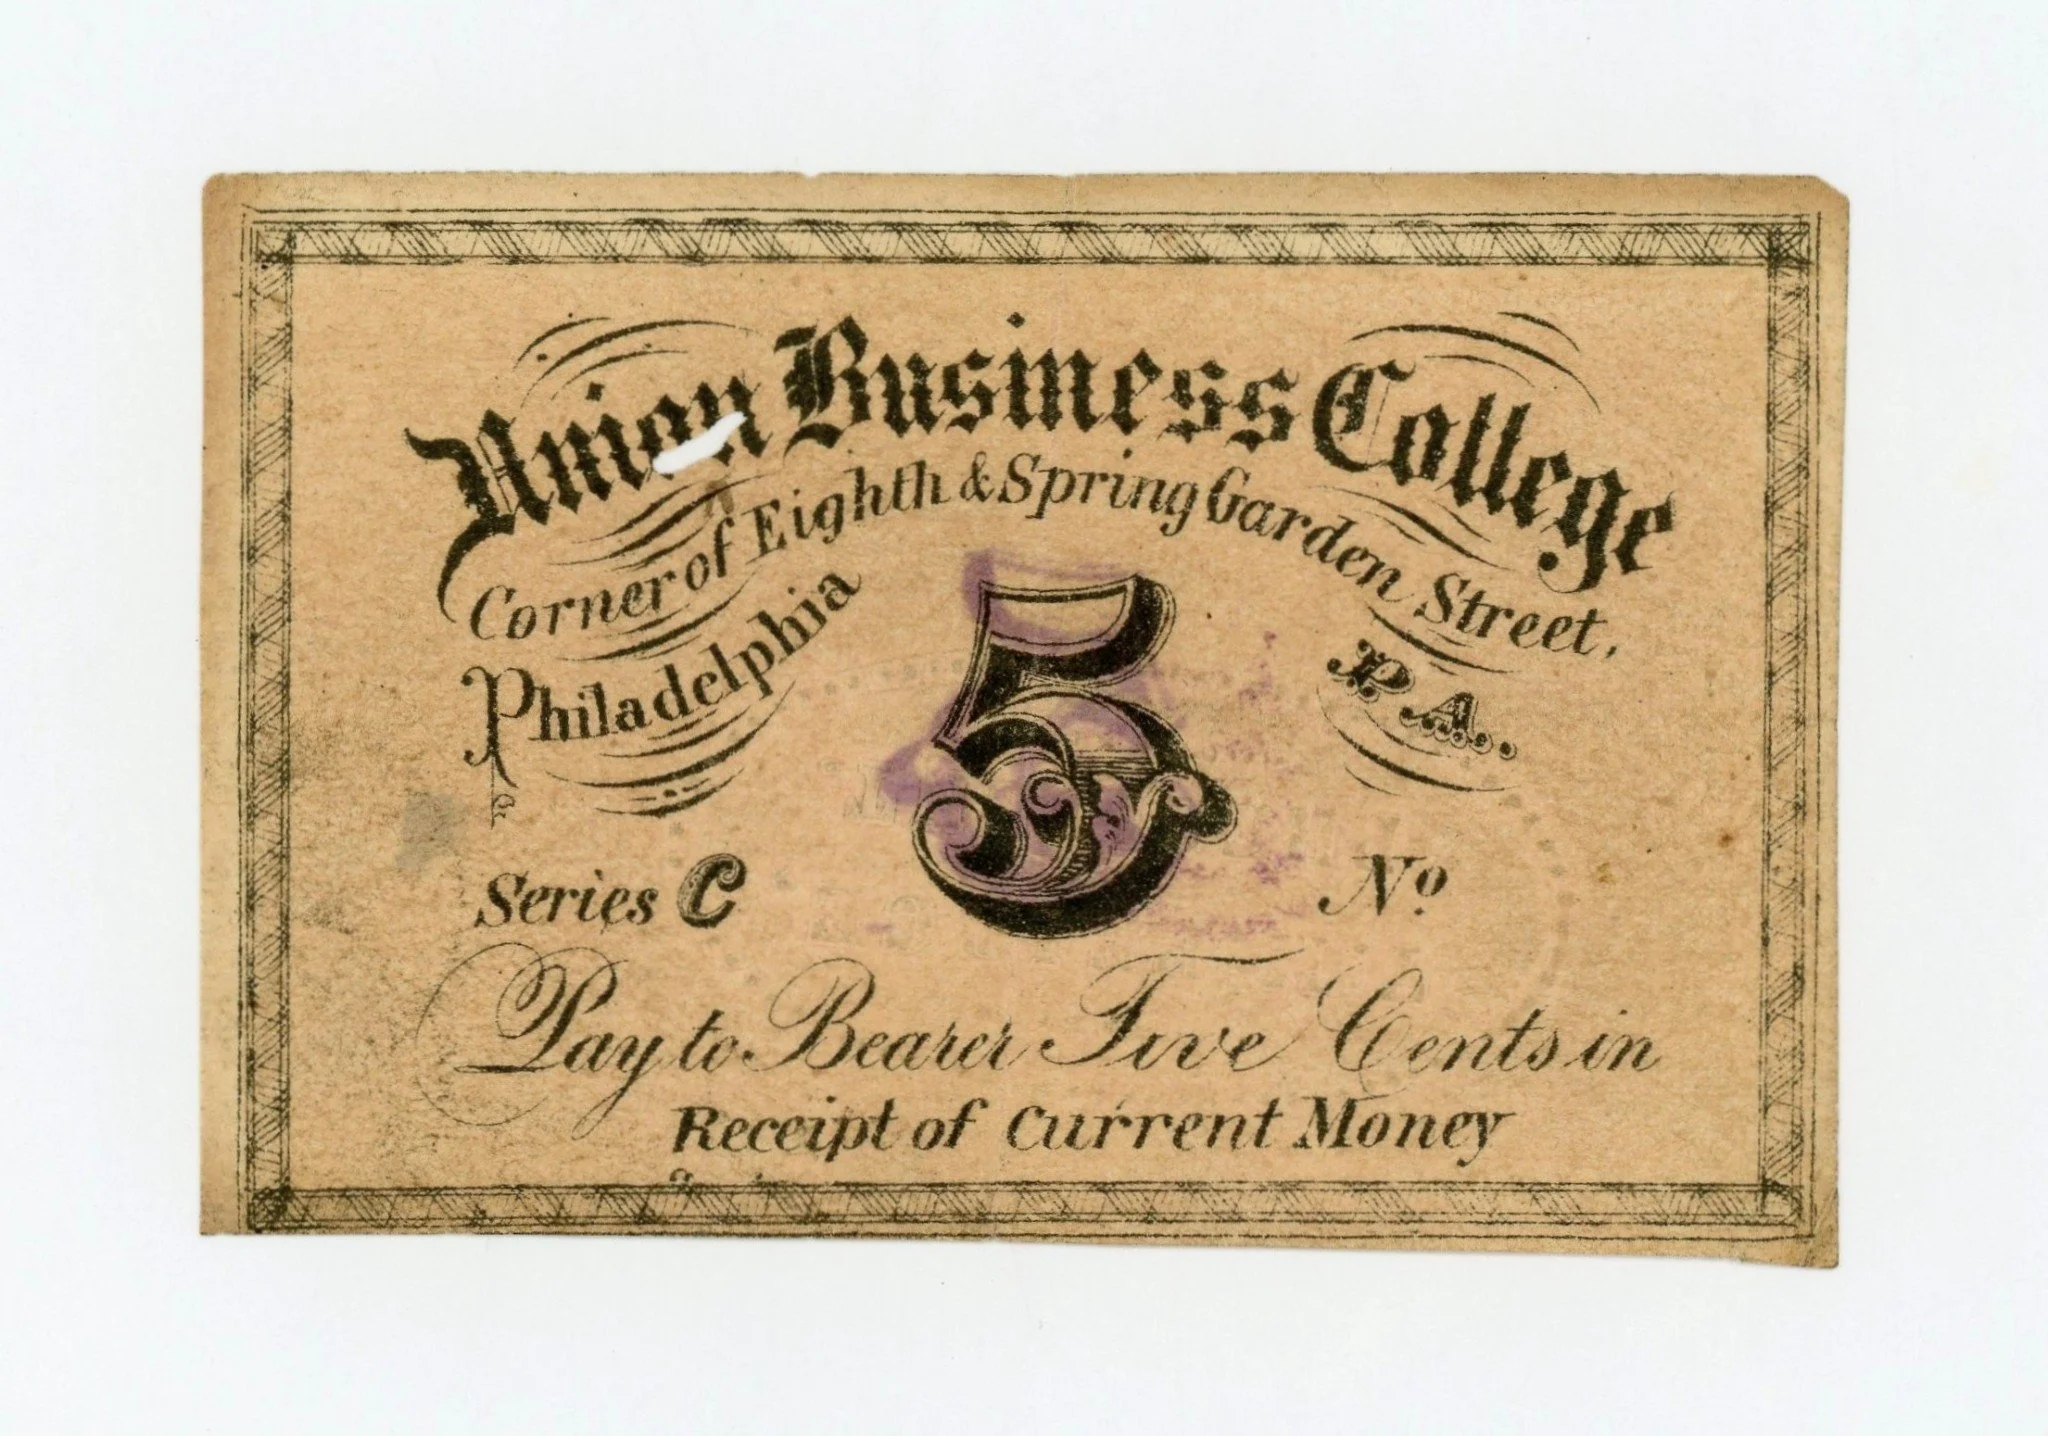 Union Business College
Corner of Eighth & Spring Garden Street,
Philadelphia P.A.
5
Series C No
Pay to Bearer Five Cents in
Receipt of Current Money